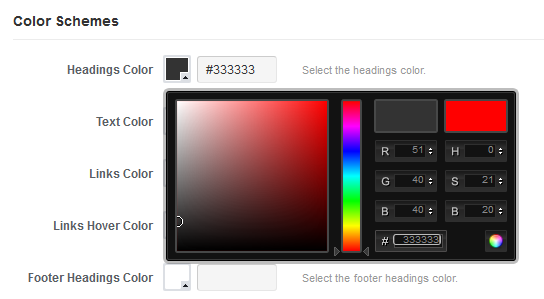 Color Schemes
Headings Color #333333 Select the headings color.
Text Color
R 51 H 0
Links Color
G 40 S 21
Links Hover Color
B 40 B 20
# 333333
Footer Headings Color Select the footer headings color.